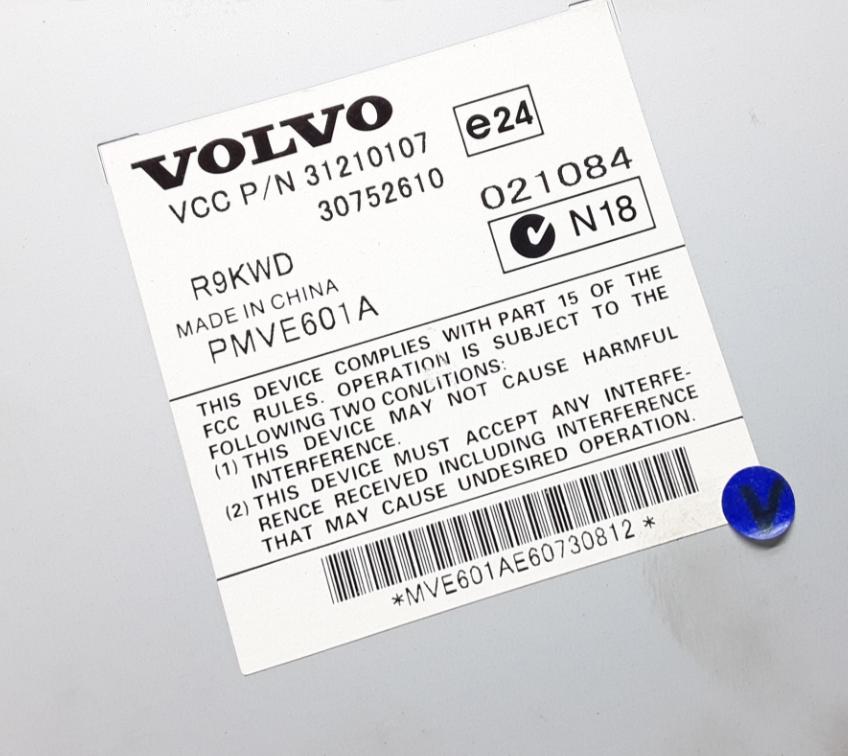 VOLVO
VCC P/N 31210107
30752610
e24
021084
N18
R9KWD
MADE IN CHINA
PMVE601A
THIS DEVICE COMPLIES WITH PART 15 OF THE
FCC RULES. OPERATION IS SUBJECT TO THE
FOLLOWING TWO CONLITIONS:
(1) THIS DEVICE MAY NOT CAUSE HARMFUL
INTERFERENCE.
(2) THIS DEVICE MUST ACCEPT ANY INTERFE-
RENCE RECEIVED INCLUDING INTERFERENCE
THAT MAY CAUSE UNDESIRED OPERATION.
*MVE601AE60730812*
V